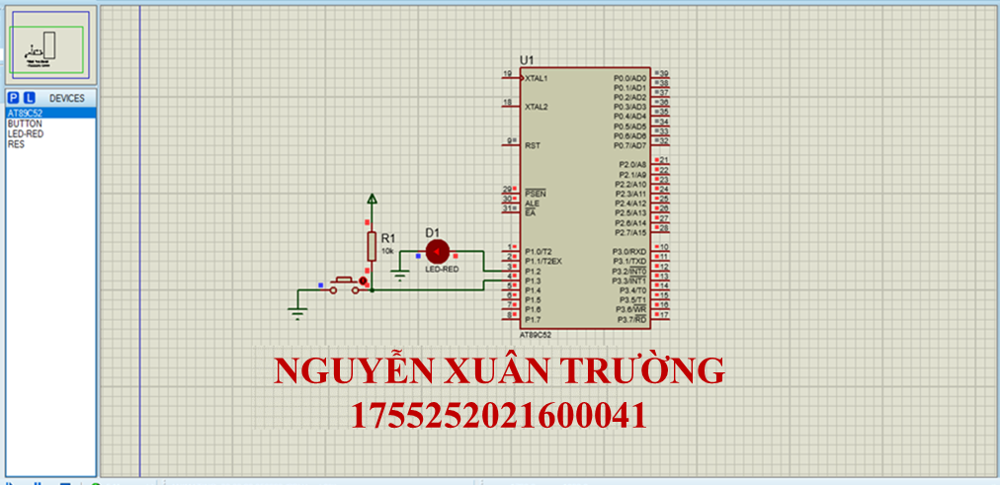 P L DEVICES
AT89C52
BUTTON
LED-RED
RES
U1
19 XTAL1
18 XTAL2
9 RST
29 PSEN
30 ALE
31 EA
1 P1.0/T2
2 P1.1/T2EX
3 P1.2
4 P1.3
5 P1.4
6 P1.5
7 P1.6
8 P1.7
P0.0/AD0 39
P0.1/AD1 38
P0.2/AD2 37
P0.3/AD3 36
P0.4/AD4 35
P0.5/AD5 34
P0.6/AD6 33
P0.7/AD7 32
P2.0/A8 21
P2.1/A9 22
P2.2/A10 23
P2.3/A11 24
P2.4/A12 25
P2.5/A13 26
P2.6/A14 27
P2.7/A15 28
P3.0/RXD 10
P3.1/TXD 11
P3.2/INT0 12
P3.3/INT1 13
P3.4/T0 14
P3.5/T1 15
P3.6/WR 16
P3.7/RD 17
AT89C52
R1
10k
D1
LED-RED
NGUYỄN XUÂN TRƯỜNG
1755252021600041